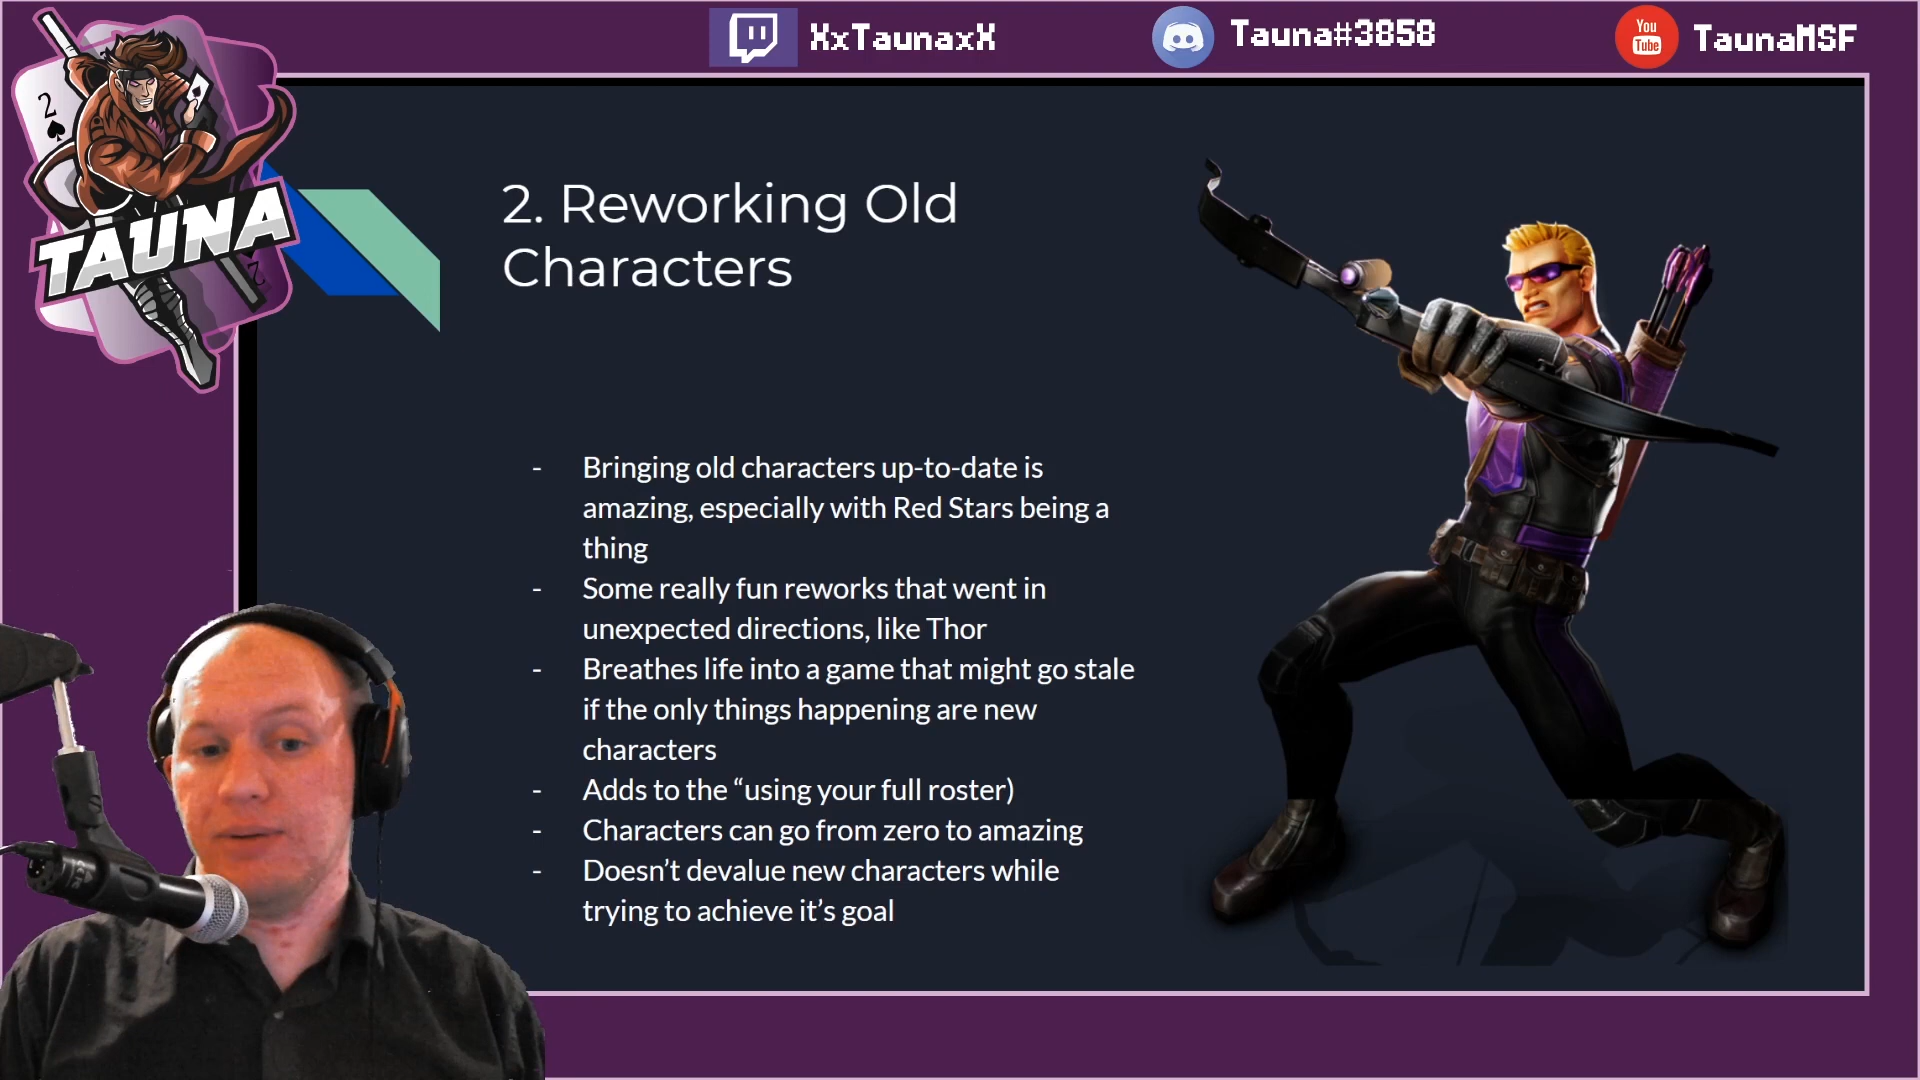 XxTaunaxX
Tauna#3858
You
Tube
TaunaMSF
2
TAUNA
2
2. Reworking Old
Characters
- Bringing old characters up-to-date is
amazing, especially with Red Stars being a
thing
- Some really fun reworks that went in
unexpected directions, like Thor
- Breathes life into a game that might go stale
if the only things happening are new
characters
- Adds to the “using your full roster)
- Characters can go from zero to amazing
- Doesn’t devalue new characters while
trying to achieve it’s goal